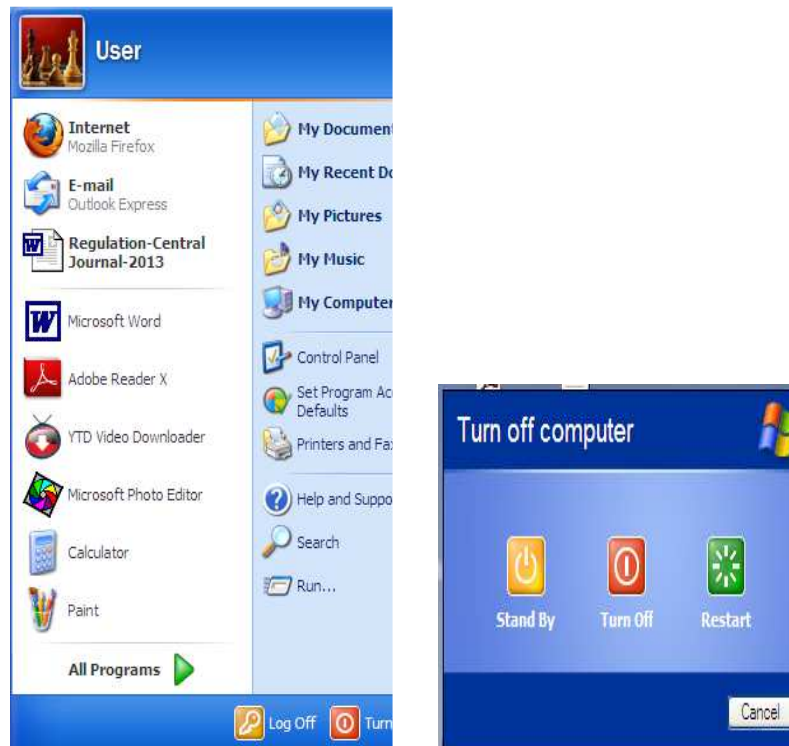 User
Internet
Mozilla Firefox
E-mail
Outlook Express
Regulation-Central
Journal-2013
Microsoft Word
Adobe Reader X
YTD Video Downloader
Microsoft Photo Editor
Calculator
Paint
All Programs
My Document
My Recent Do
My Pictures
My Music
My Computer
Control Panel
Set Program Ac
Defaults
Printers and Fa
Help and Suppo
Search
Run...
Log Off
Turn
Turn off computer
Stand By
Turn Off
Restart
Cancel